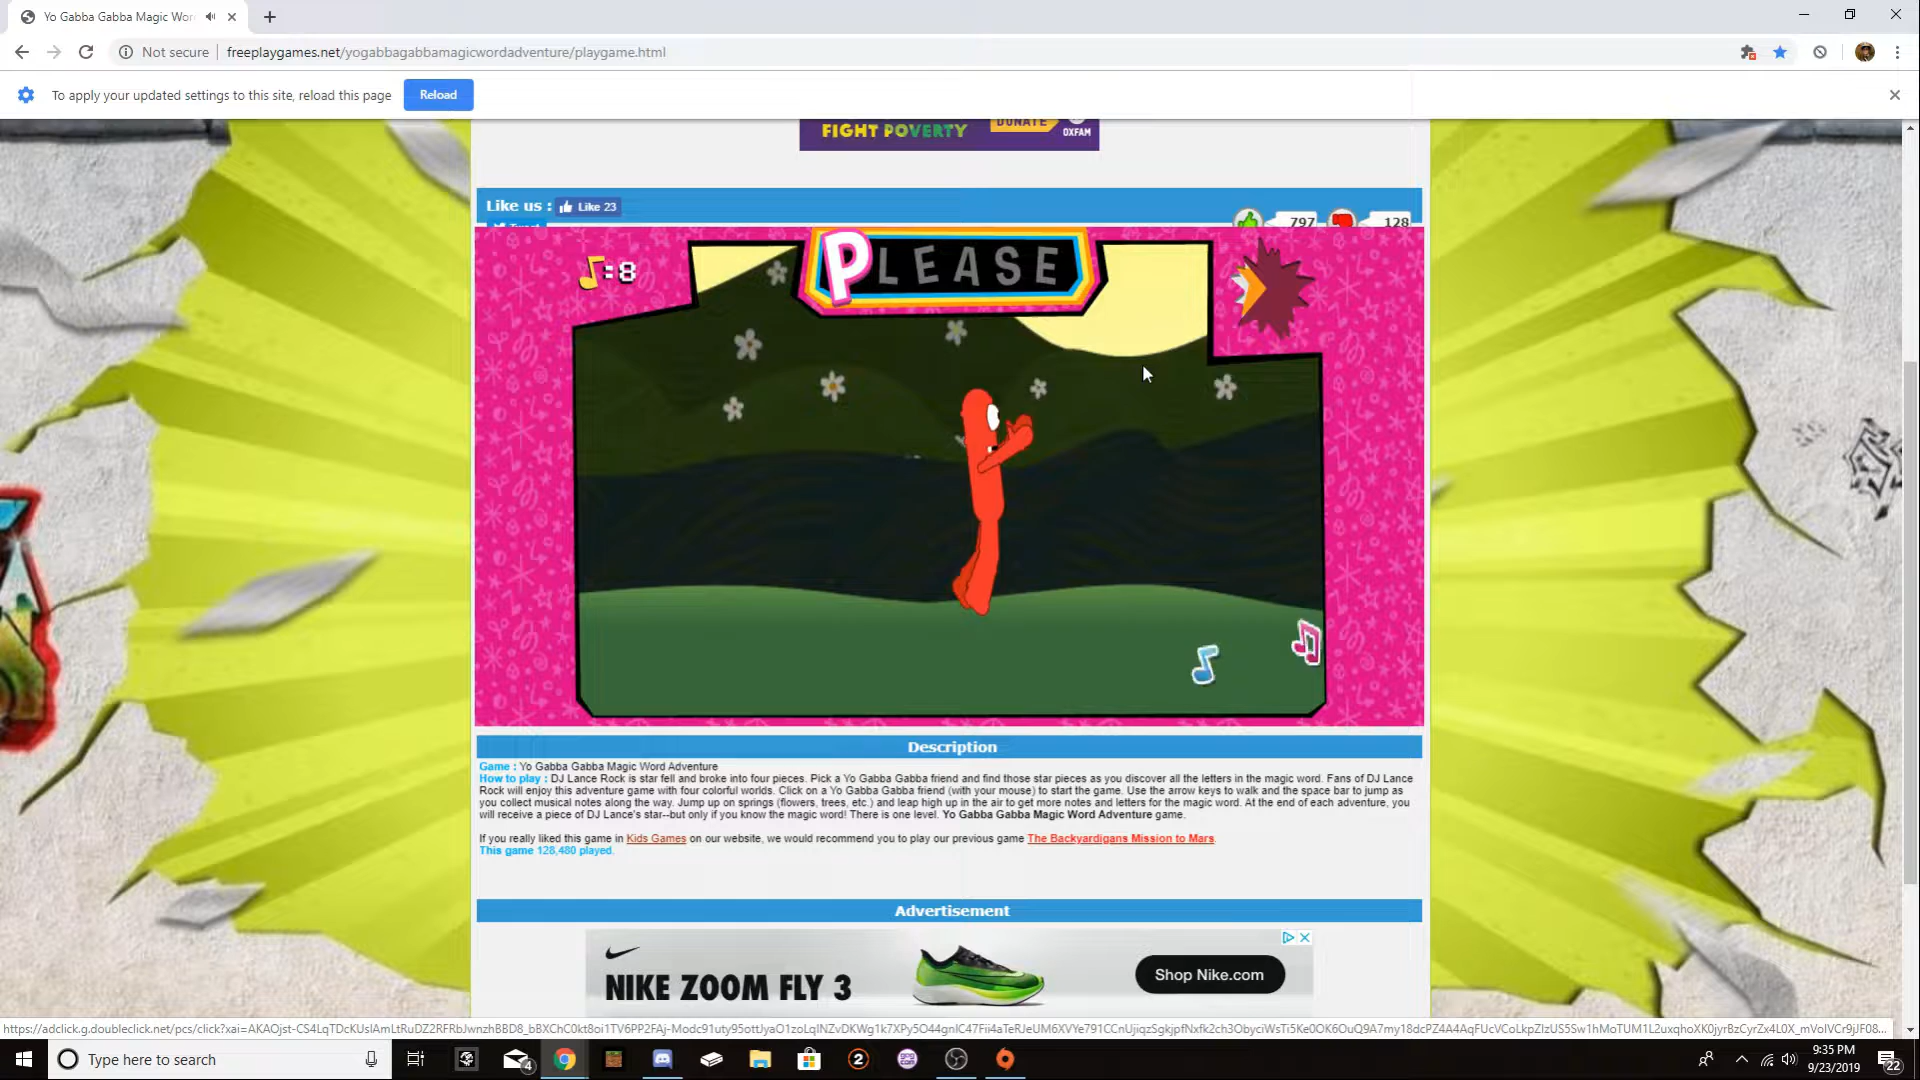 Yo Gabba Gabba Magic Wor
Not secure
freeplaygames.net/yogabbagabbamagicwordadventure/playgame.html
To apply your updated settings to this site, reload this page
Reload
FIGHT POVERTY
DONATE
OXFAM
Like us :
Like 23
797
128
:8
PLEASE
Description
Game : Yo Gabba Gabba Magic Word Adventure
How to play : DJ Lance Rock is star fell and broke into four pieces. Pick a Yo Gabba Gabba friend and find those star pieces as you discover all the letters in the magic word. Fans of DJ Lance
Rock will enjoy this adventure game with four colorful worlds. Click on a Yo Gabba Gabba friend (with your mouse) to start the game. Use the arrow keys to walk and the space bar to jump as
you collect musical notes along the way. Jump up on springs (flowers, trees, etc.) and leap high up in the air to get more notes and letters for the magic word. At the end of each adventure, you
will receive a piece of DJ Lance's star--but only if you know the magic word! There is one level. Yo Gabba Gabba Magic Word Adventure game.
If you really liked this game in Kids Games on our website, we would recommend you to play our previous game The Backyardigans Mission to Mars.
This game 128,480 played.
Advertisement
NIKE ZOOM FLY 3
Shop Nike.com
Type here to search
4
2
9:35 PM
9/23/2019
22